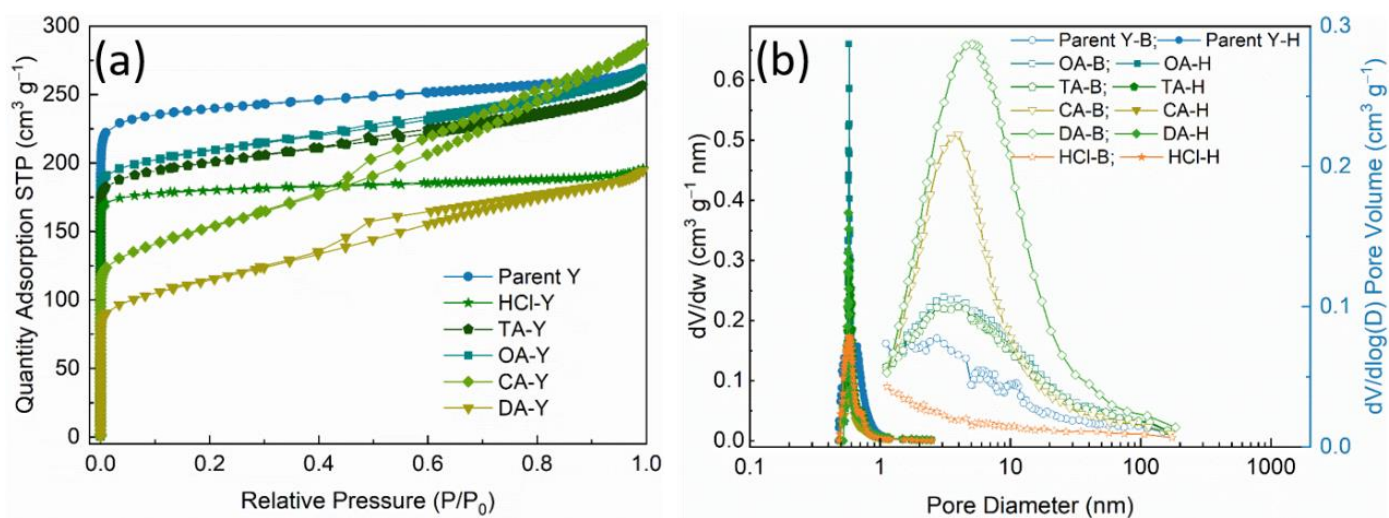 (a)
300
250
200
150
100
50
0
Quantity Adsorption STP (cm³ g⁻¹)
Parent Y
HCl-Y
TA-Y
OA-Y
CA-Y
DA-Y
0.0 0.2 0.4 0.6 0.8 1.0
Relative Pressure (P/P₀)
(b)
0.6
0.5
0.4
0.3
0.2
0.1
0.0
dV/dw (cm³ g⁻¹ nm)
Parent Y-B; Parent Y-H
OA-B; OA-H
TA-B; TA-H
CA-B; CA-H
DA-B; DA-H
HCl-B; HCl-H
0.3
0.2
0.1
0.0
dV/dlog(D) Pore Volume (cm³ g⁻¹)
0.1 1 10 100 1000
Pore Diameter (nm)